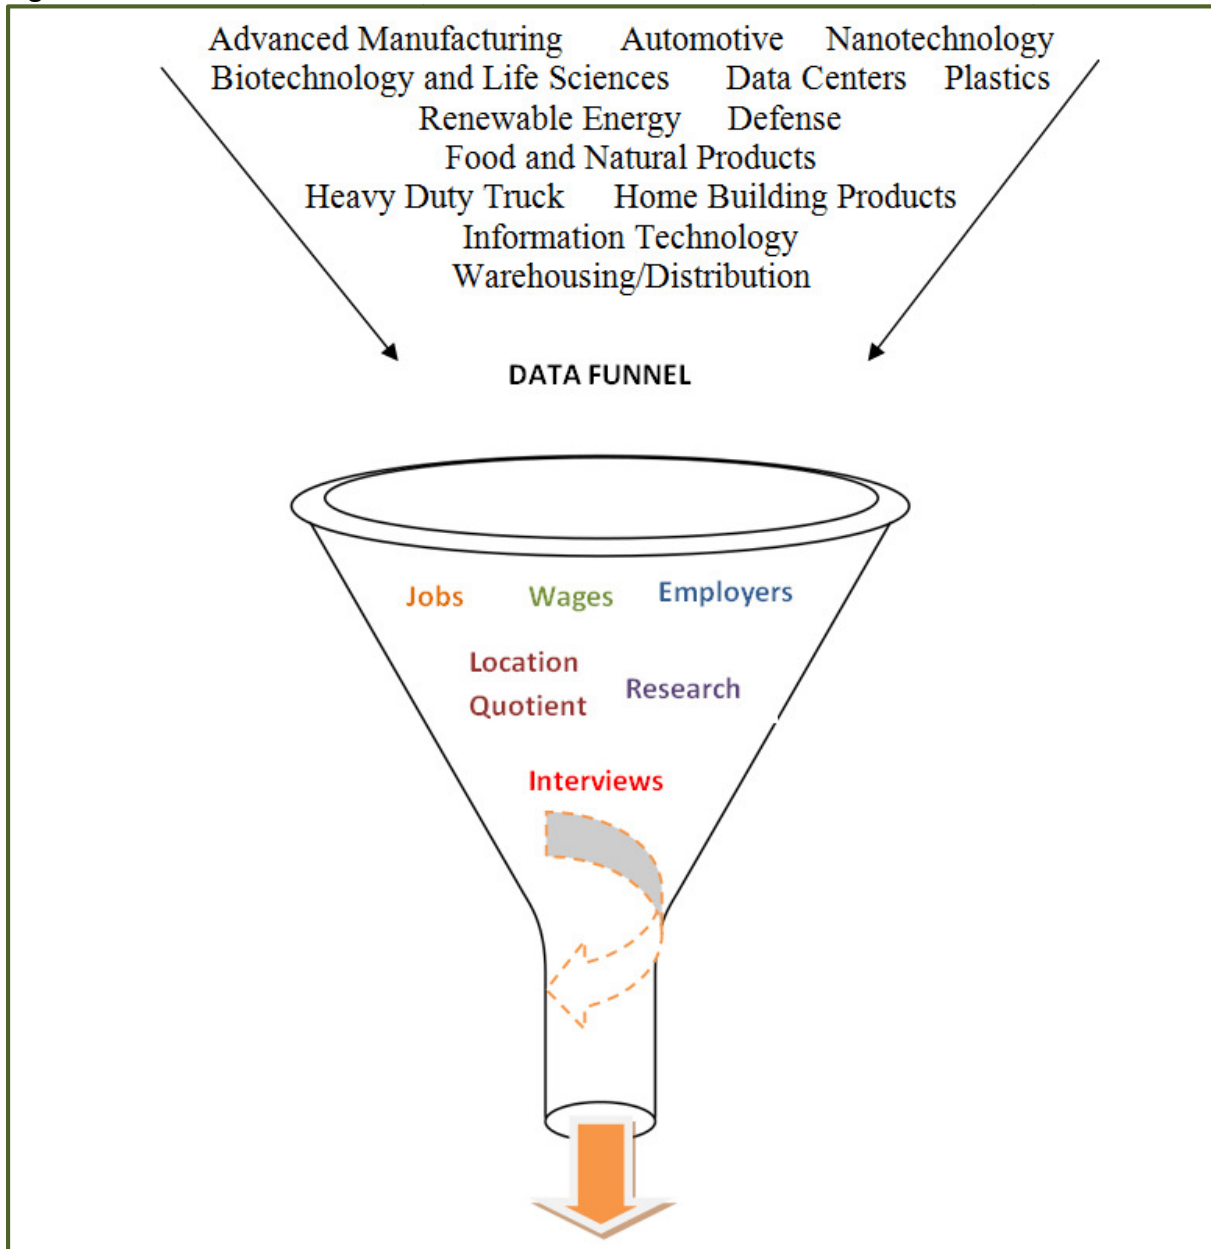 Advanced Manufacturing Automotive Nanotechnology
Biotechnology and Life Sciences Data Centers Plastics
Renewable Energy Defense
Food and Natural Products
Heavy Duty Truck Home Building Products
Information Technology
Warehousing/Distribution
DATA FUNNEL
Jobs Wages Employers
Location
Quotient
Research
Interviews